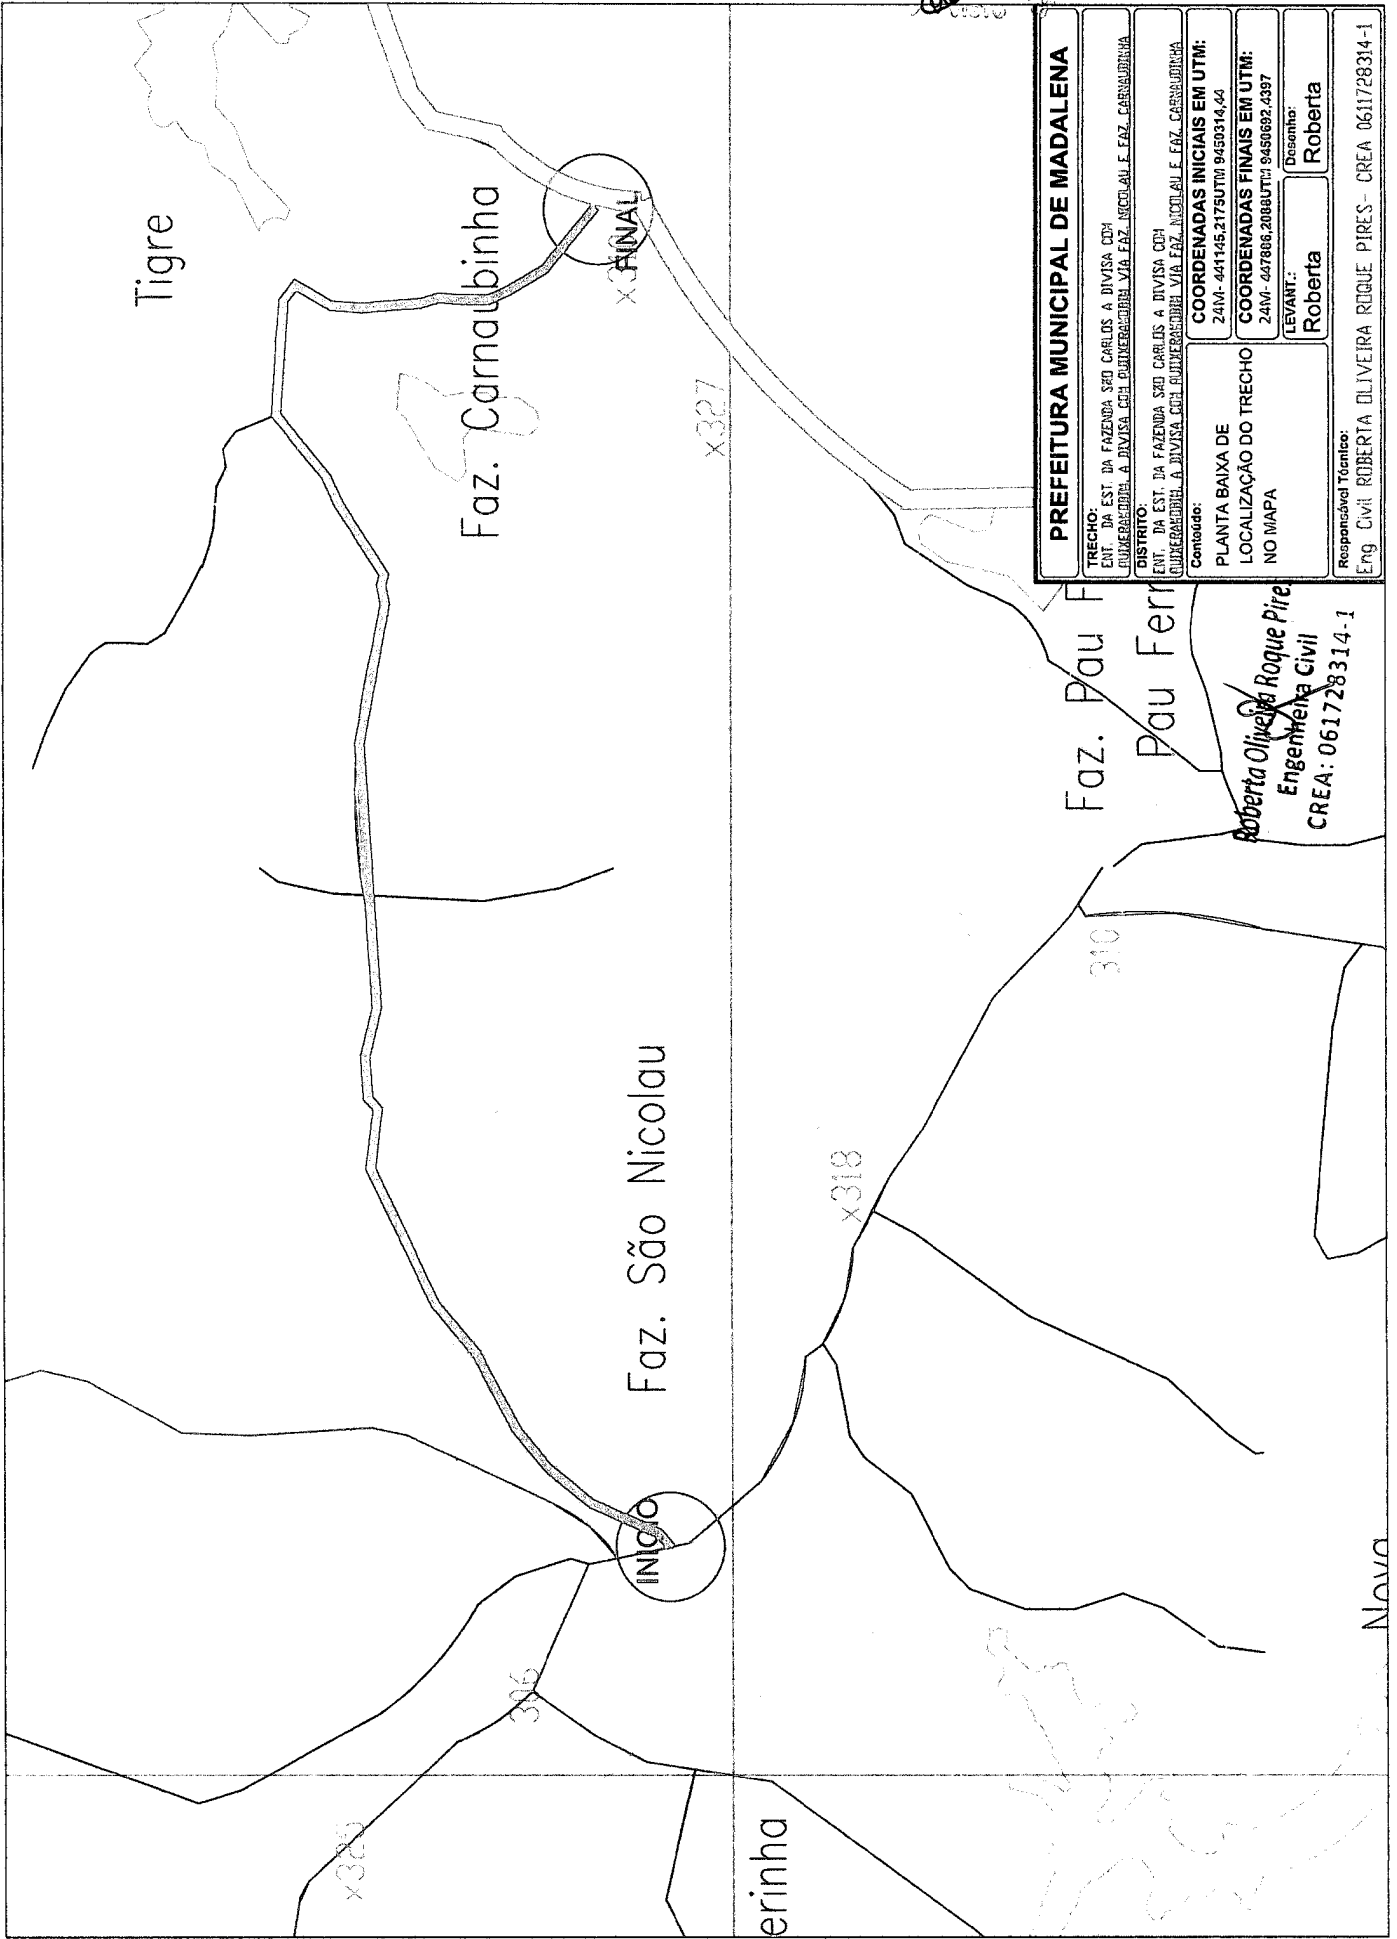 Tigre
Faz. Carnaubinha
FINAL
x327
Faz. São Nicolau
INICIO
x318
310
306
x325
erinha
Nova
Faz. Pau F
Pau Ferr
PREFEITURA MUNICIPAL DE MADALENA
TRECHO:
ENT. DA EST. DA FAZENDA SÃO CARLOS A DIVISA COM
QUIXERAMOBIM, A DIVISA COM QUIXERAMOBIM VIA FAZ. NICOLAU E FAZ. CARNAUBINHA
DISTRITO:
ENT. DA EST. DA FAZENDA SÃO CARLOS A DIVISA COM
QUIXERAMOBIM, A DIVISA COM QUIXERAMOBIM VIA FAZ. NICOLAU E FAZ. CARNAUBINHA
Conteúdo:
PLANTA BAIXA DE
LOCALIZAÇÃO DO TRECHO
NO MAPA
COORDENADAS INICIAIS EM UTM:
24M- 441145,2175UTM 9450314,44
COORDENADAS FINAIS EM UTM:
24M- 447806,2088UTM 9450692,4397
LEVANT.:
Roberta
Desenho:
Roberta
Responsável Técnico:
Eng. Civil ROBERTA OLIVEIRA ROQUE PIRES- CREA 0611728314-1
Roberta Oliveira Roque Pires
Engenheira Civil
CREA: 061728314-1